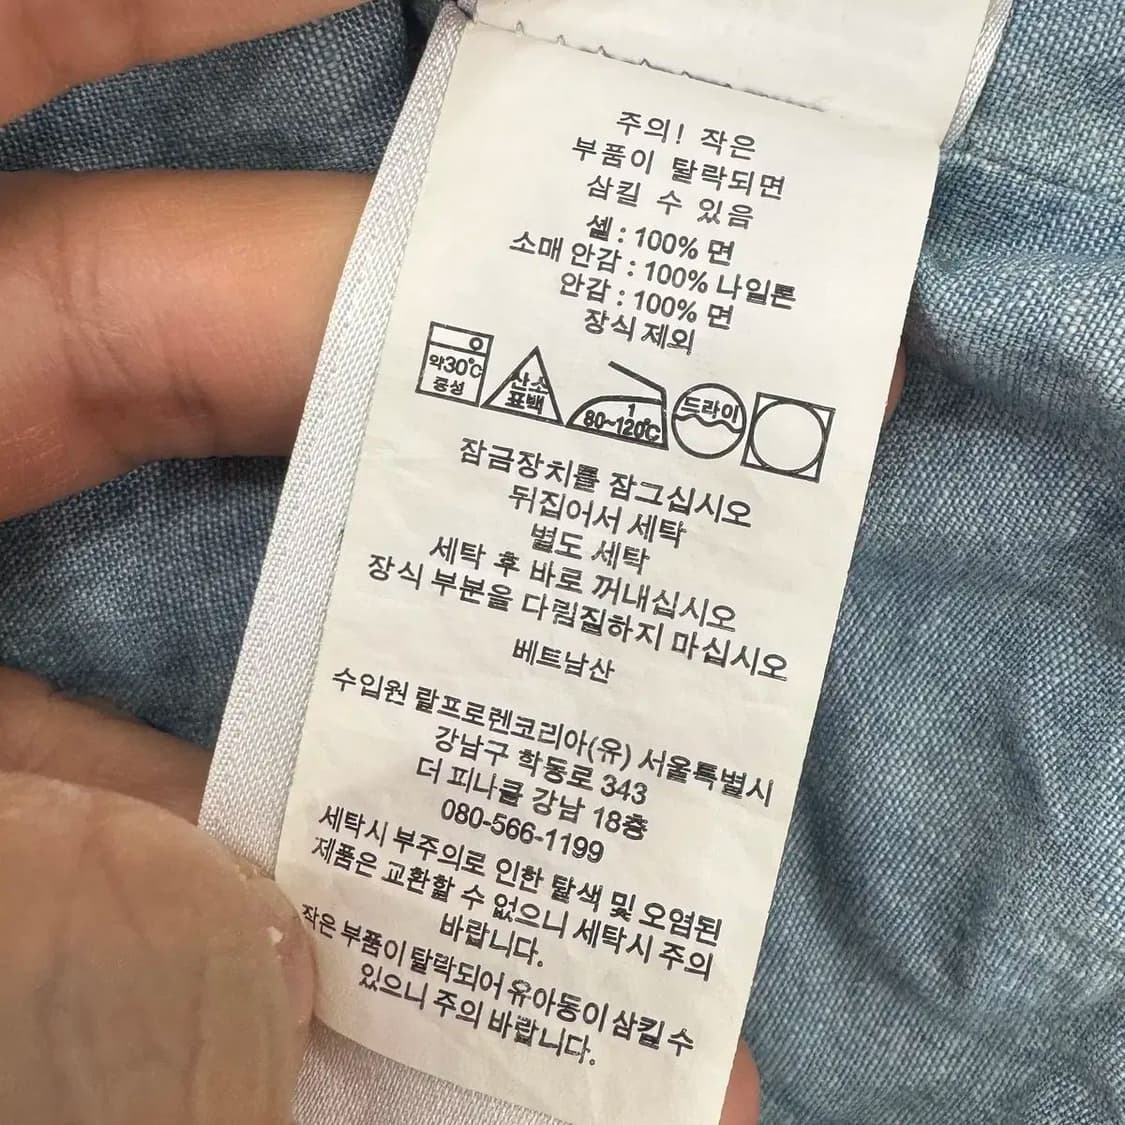 주의! 작은
부품이 탈락되면
삼킬 수 있음
셸 : 100% 면
소매 안감 : 100% 나일론
안감 : 100% 면
장식 제외
약30℃
중성
산소
표백
1
80~120℃
드라이
잠금장치를 잠그십시오
뒤집어서 세탁
별도 세탁
세탁 후 바로 꺼내십시오
장식 부분을 다림질하지 마십시오
베트남산
수입원 랄프로렌코리아(유) 서울특별시
강남구 학동로 343
더 피나클 강남 18층
080-566-1199
세탁시 부주의로 인한 탈색 및 오염된
제품은 교환할 수 없으니 세탁시 주의
바랍니다.
작은 부품이 탈락되어 유아동이 삼킬 수
있으니 주의 바랍니다.